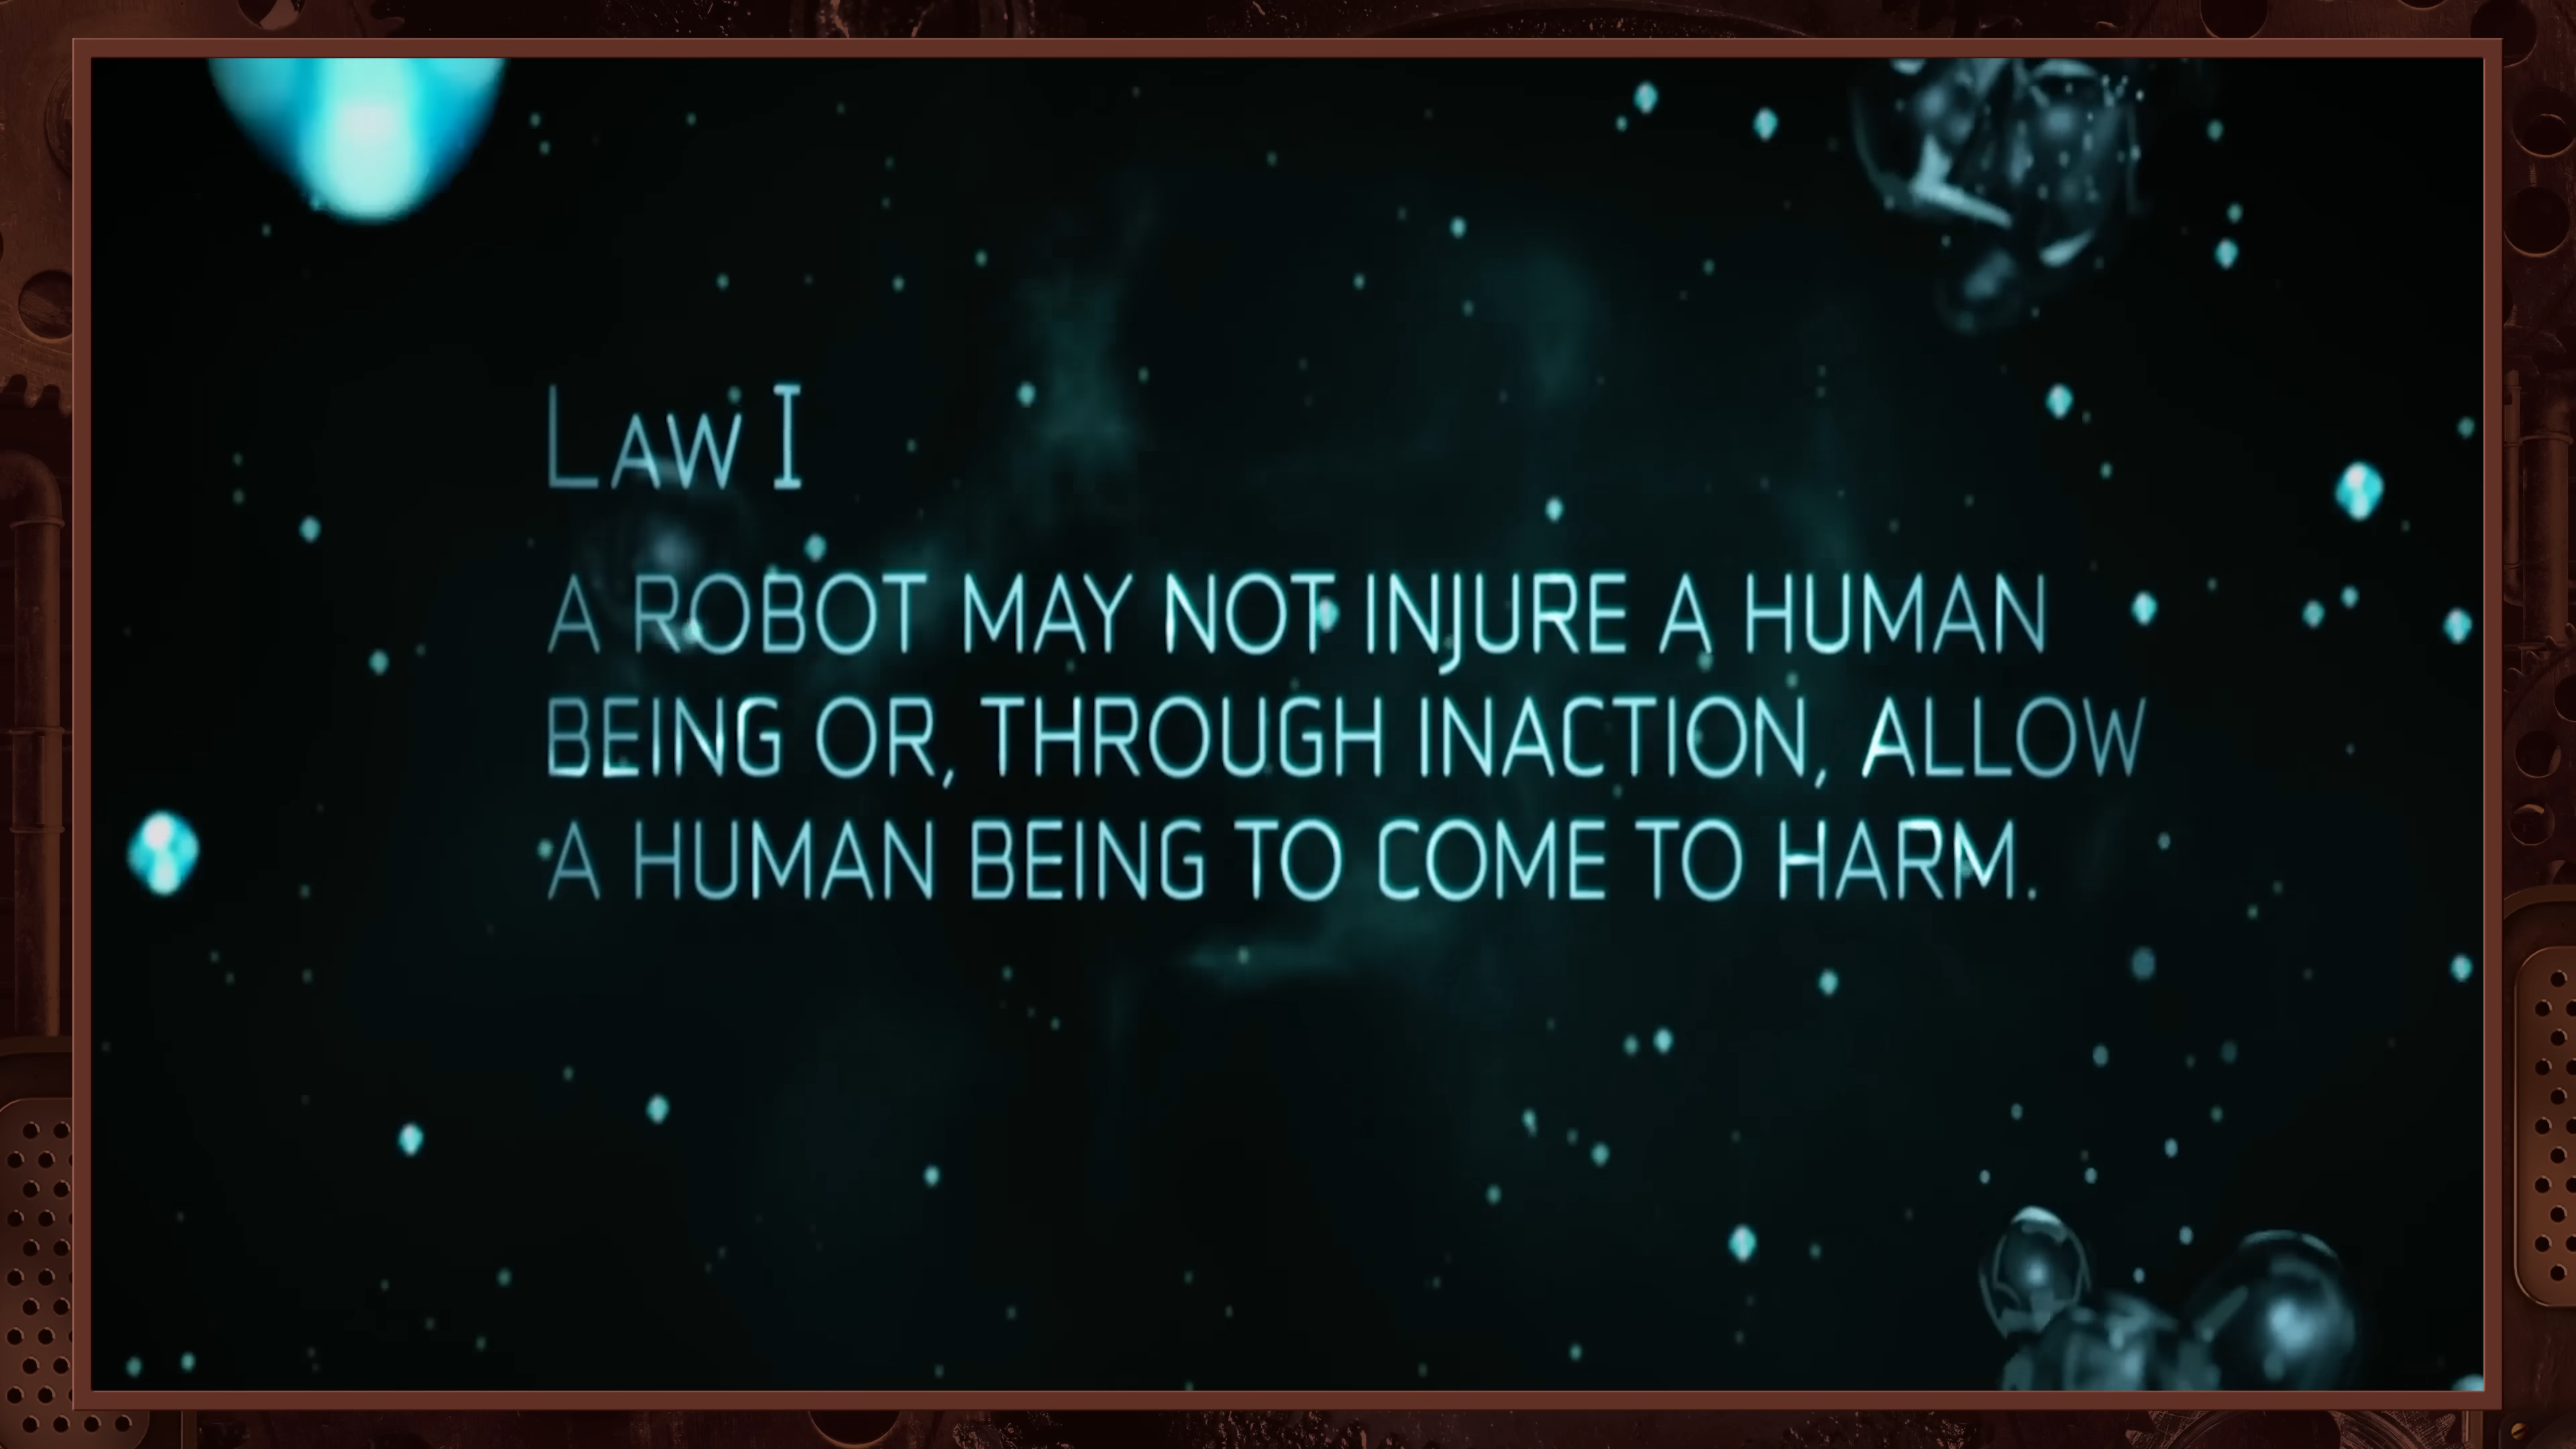 Law I
A ROBOT MAY NOT INJURE A HUMAN
BEING OR, THROUGH INACTION, ALLOW
A HUMAN BEING TO COME TO HARM.